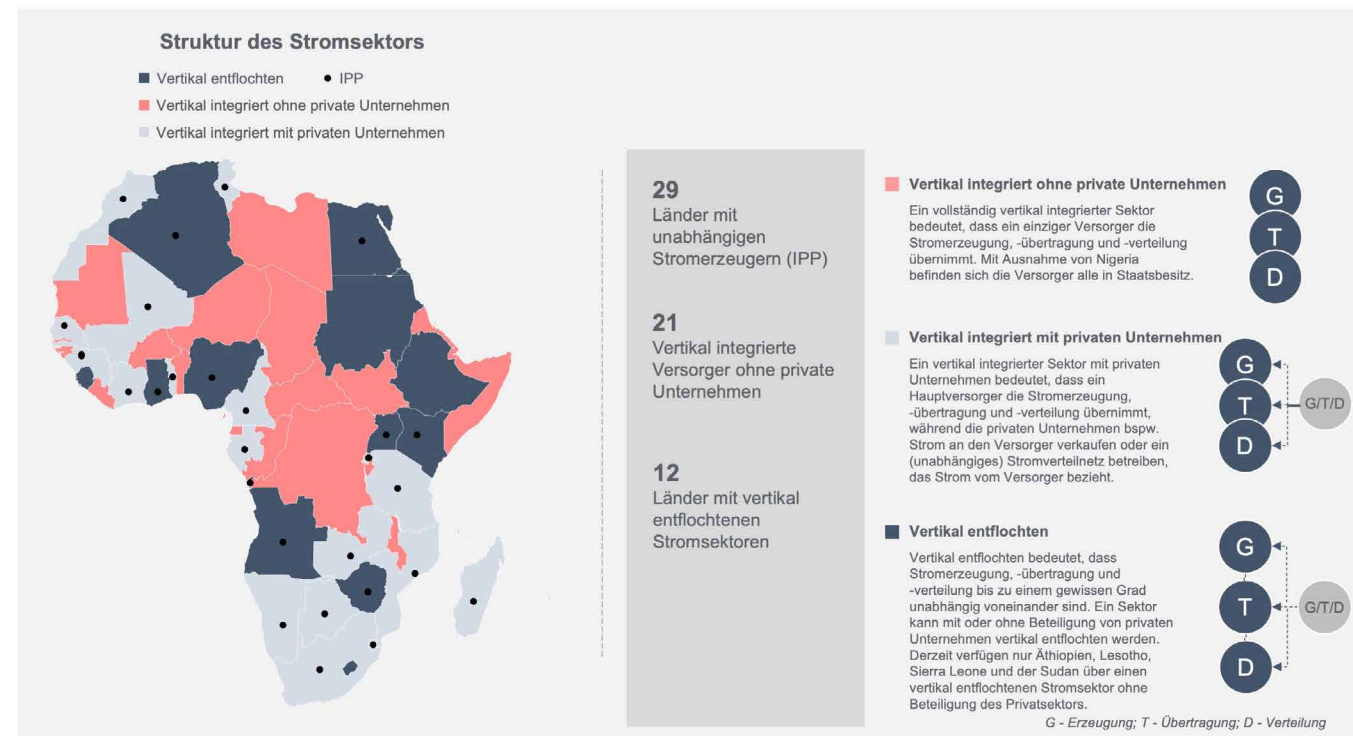 Struktur des Stromsektors
Vertikal entflochten
IPP
Vertikal integriert ohne private Unternehmen
Vertikal integriert mit privaten Unternehmen
29
Länder mit
unabhängigen
Stromerzeugern (IPP)
21
Vertikal integrierte
Versorger ohne private
Unternehmen
12
Länder mit vertikal
entflochtenen
Stromsektoren
Vertikal integriert ohne private Unternehmen
Ein vollständig vertikal integrierter Sektor
bedeutet, dass ein einziger Versorger die
Stromerzeugung, -übertragung und -verteilung
übernimmt. Mit Ausnahme von Nigeria
befinden sich die Versorger alle in Staatsbesitz.
G
T
D
Vertikal integriert mit privaten Unternehmen
Ein vertikal integrierter Sektor mit privaten
Unternehmen bedeutet, dass ein
Hauptversorger die Stromerzeugung,
-übertragung und -verteilung übernimmt,
während die privaten Unternehmen bspw.
Strom an den Versorger verkaufen oder ein
(unabhängiges) Stromverteilnetz betreiben,
das Strom vom Versorger bezieht.
G
T
D
G/T/D
Vertikal entflochten
Vertikal entflochten bedeutet, dass
Stromerzeugung, -übertragung und
-verteilung bis zu einem gewissen Grad
unabhängig voneinander sind. Ein Sektor
kann mit oder ohne Beteiligung von privaten
Unternehmen vertikal entflochten werden.
Derzeit verfügen nur Äthiopien, Lesotho,
Sierra Leone und der Sudan über einen
vertikal entflochtenen Stromsektor ohne
Beteiligung des Privatsektors.
G
T
D
G/T/D
G - Erzeugung; T - Übertragung; D - Verteilung